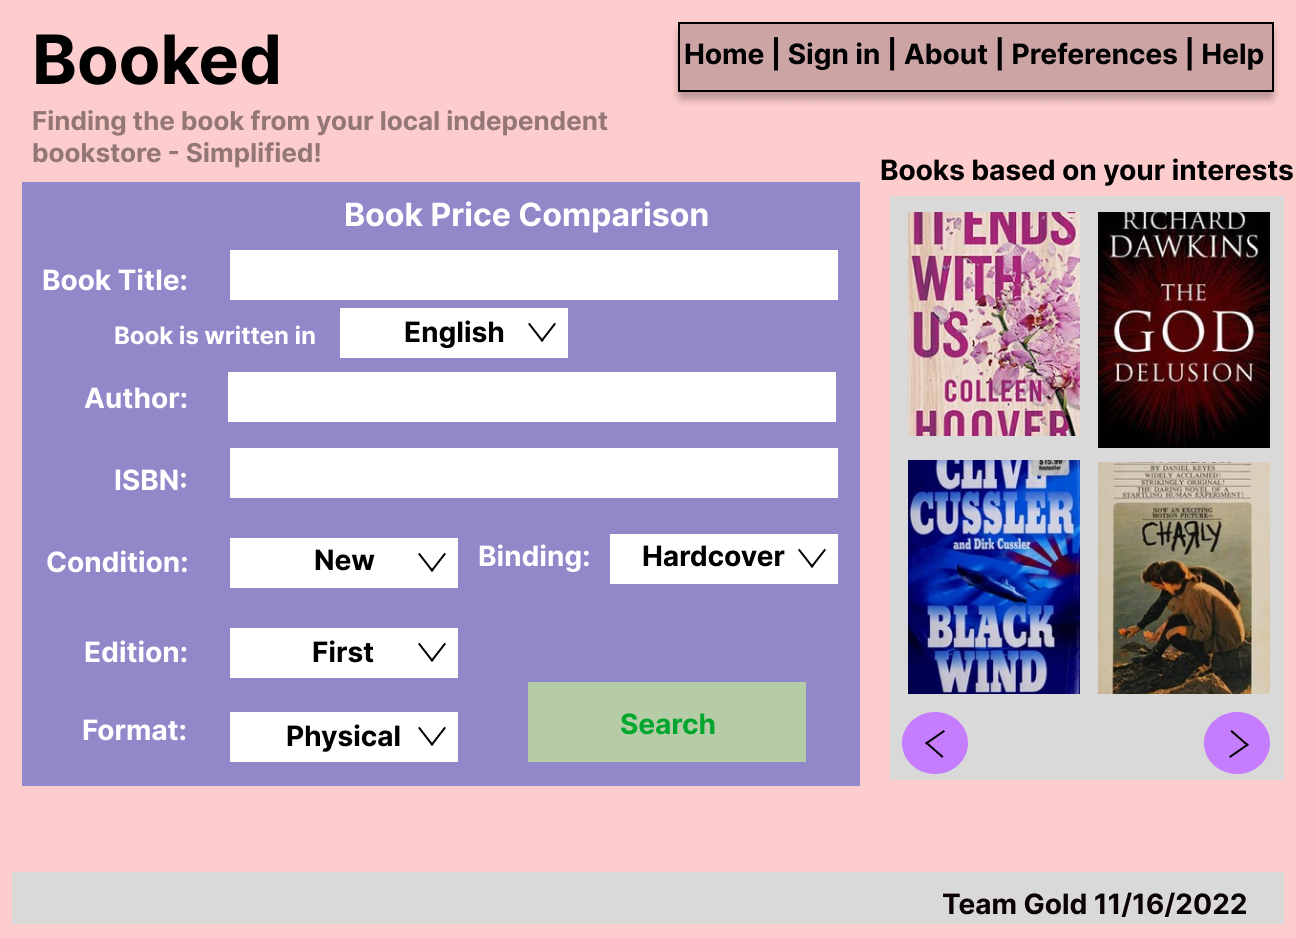 Booked
Home | Sign in | About | Preferences | Help
Finding the book from your local independent
bookstore - Simplified!
Books based on your interests
Book Price Comparison
Book Title:
Book is written in
English
Author:
ISBN:
Condition:
New
Binding:
Hardcover
Edition:
First
Format:
Physical
Search
IT ENDS
WITH
US
COLLEEN
HOOVER
RICHARD
DAWKINS
THE
GOD
DELUSION
$15.99
CLIVE
CUSSLER
and Dirk Cussler
BLACK
WIND
BY DANIEL KEYES
WIDELY ACCLAIMED!
STRIKINGLY ORIGINAL!
THE DARING NOVEL OF A
STARTLING HUMAN EXPERIMENT!
NOW AN EXCITING
MOTION PICTURE—
CHARLY
Team Gold 11/16/2022